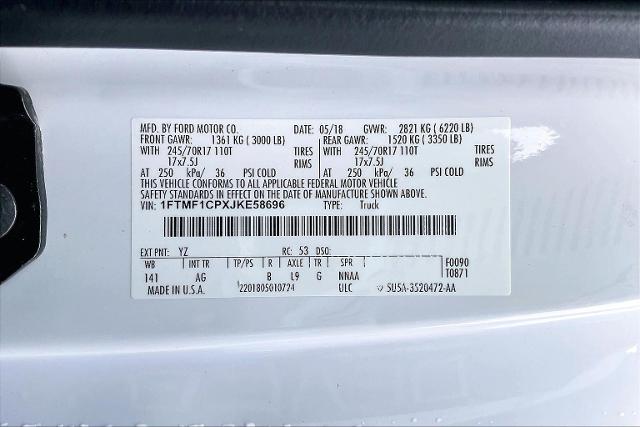 MFD. BY FORD MOTOR CO. DATE: 05/18 GVWR: 2821 KG ( 6220 LB)
FRONT GAWR: 1361 KG ( 3000 LB) REAR GAWR: 1520 KG ( 3350 LB)
WITH 245/70R17 110T TIRES WITH 245/70R17 110T TIRES
17x7.5J RIMS 17x7.5J RIMS
AT 250 kPa/ 36 PSI COLD AT 250 kPa/ 36 PSI COLD
THIS VEHICLE CONFORMS TO ALL APPLICABLE FEDERAL MOTOR VEHICLE
SAFETY STANDARDS IN EFFECT ON THE DATE OF MANUFACTURE SHOWN ABOVE.
VIN: 1FTMF1CPXJKE58696 TYPE: Truck
EXT PNT: YZ RC: 53 DSO:
WB INT TR TP/PS R AXLE TR SPR F0090
141 AG B L9 G NNAA T0871
MADE IN U.S.A. 2201805010724 ULC SU5A-3520472-AA